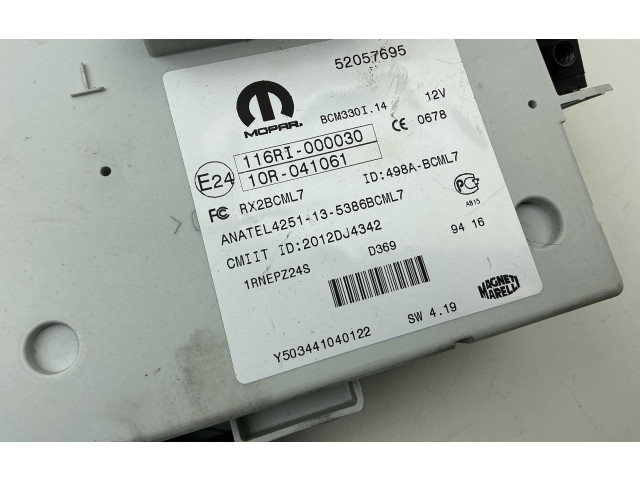 52057695
MOPAR.
BCM330I.14 12V
116RI-000030
CE 0678
E24
10R-041061
FC RX2BCML7 ID:498A-BCML7
ANATEL4251-13-5386BCML7
AB15
CMIIT ID:2012DJ4342
94 16
1RNEPZ24S D369
MAGNETI
MARELLI
SW 4.19
Y503441040122